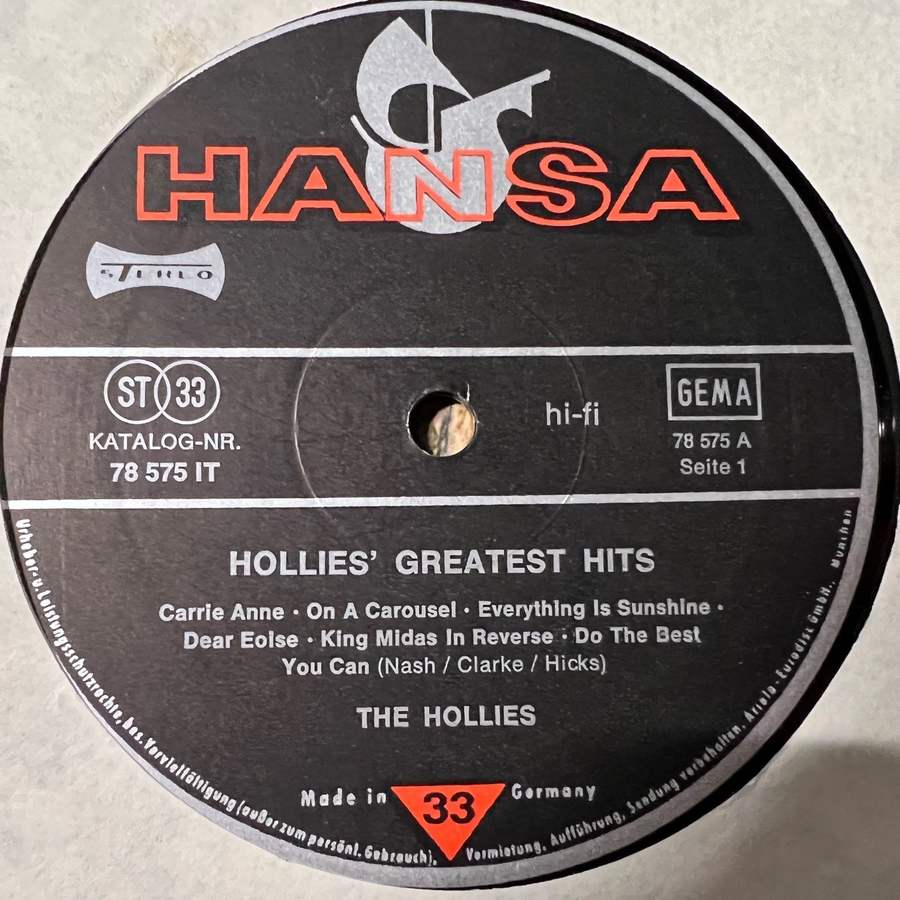 HANSA
STEREO
ST 33
KATALOG-NR.
78 575 IT
hi-fi
GEMA
78 575 A
Seite 1
HOLLIES' GREATEST HITS
Carrie Anne · On A Carousel · Everything Is Sunshine ·
Dear Eolse · King Midas In Reverse · Do The Best
You Can (Nash / Clarke / Hicks)
THE HOLLIES
Made in 33 Germany
Urheber- u. Leistungsschutzrechte, bes. Vervielfältigung (außer zum persönl. Gebrauch), Vermietung, Aufführung, Sendung vorbehalten. Ariola-Eurodisc GmbH., München